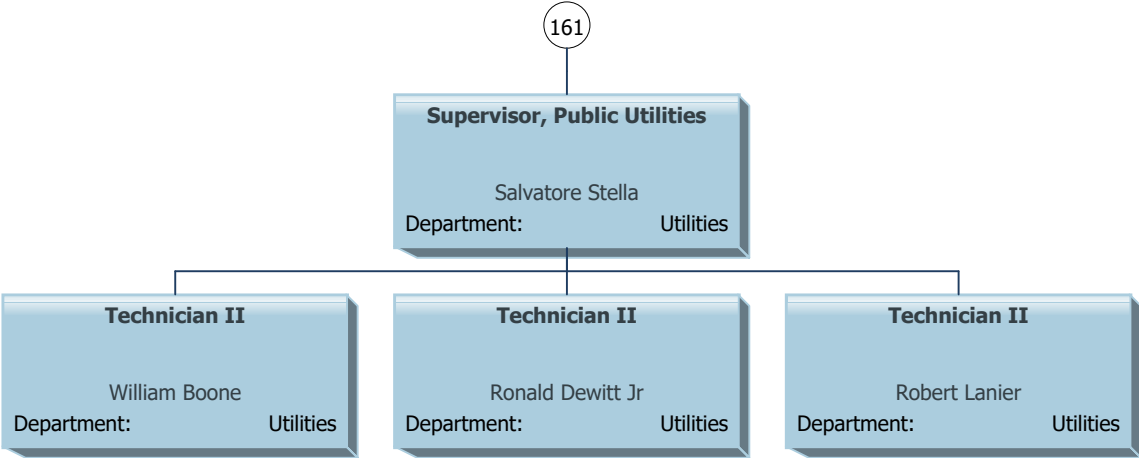 161
Supervisor, Public Utilities
Salvatore Stella
Department: Utilities
Technician II
William Boone
Department: Utilities
Technician II
Ronald Dewitt Jr
Department: Utilities
Technician II
Robert Lanier
Department: Utilities